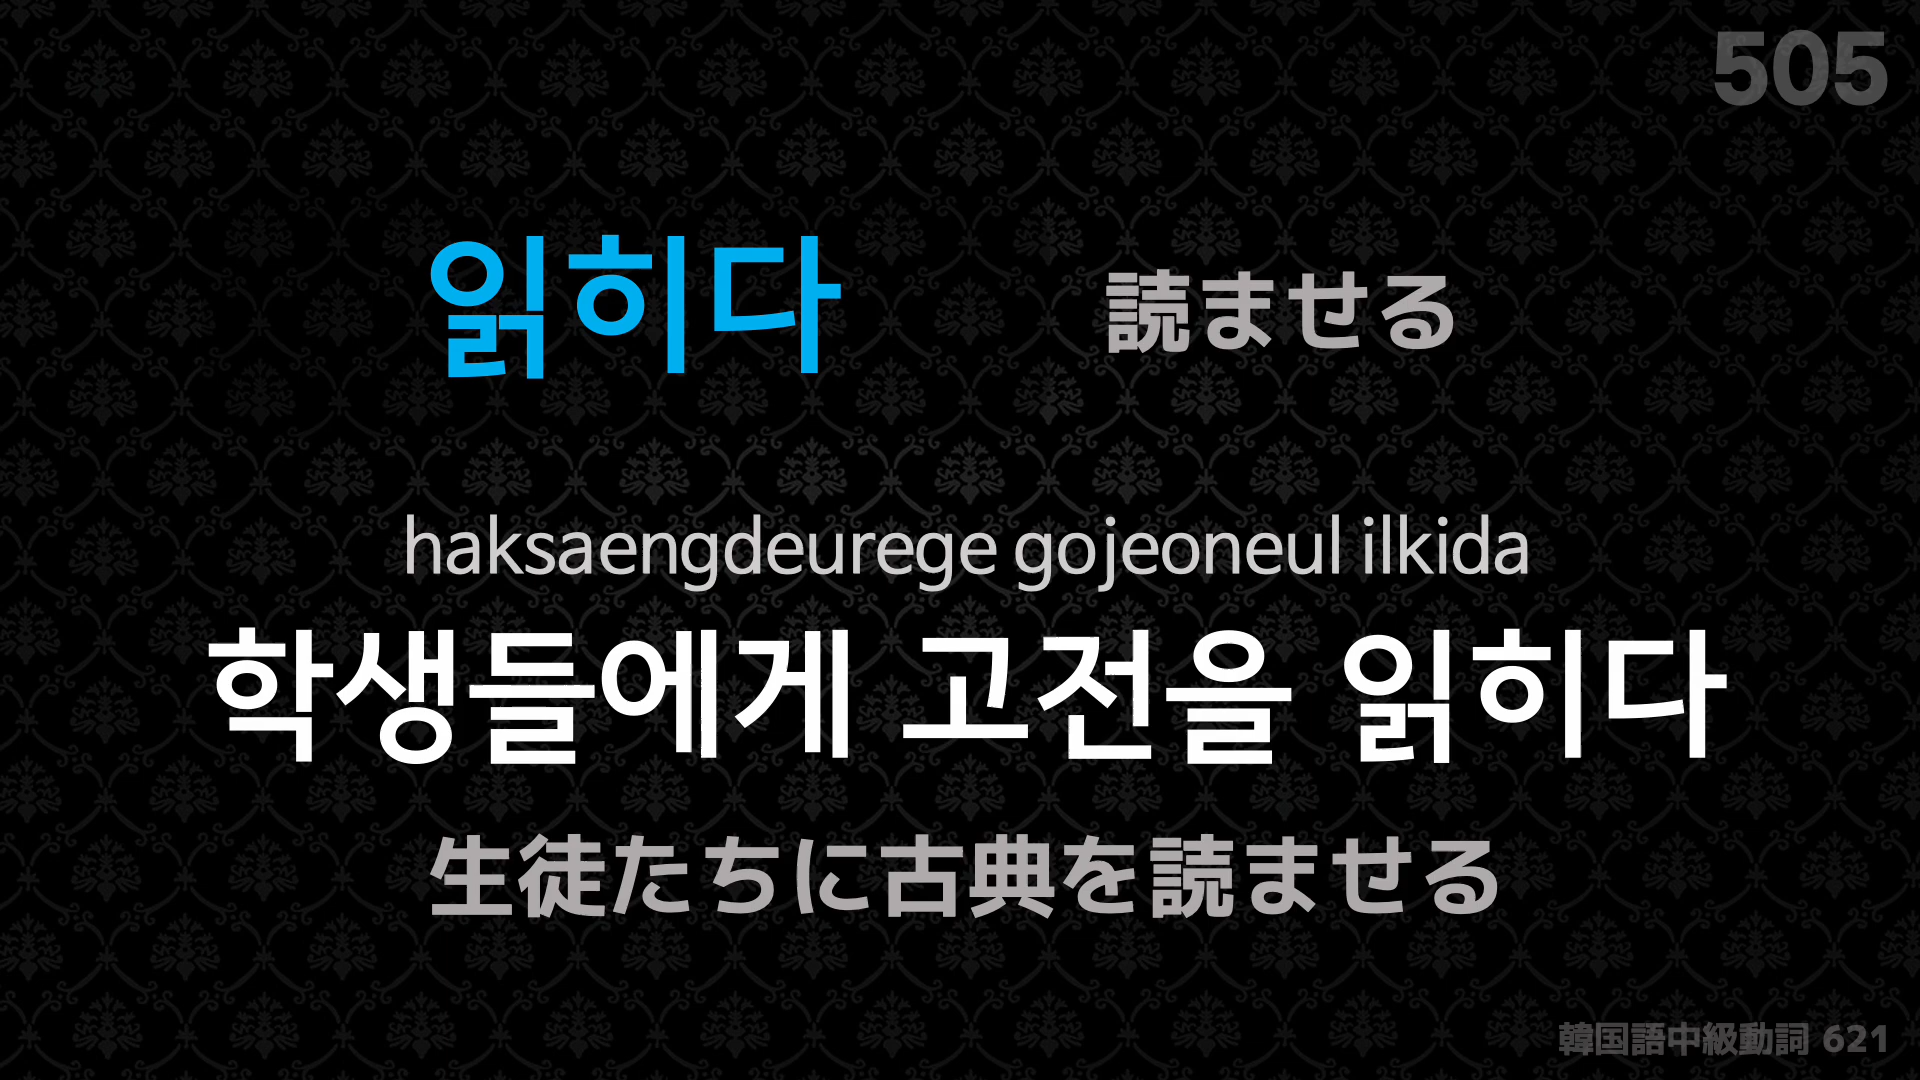 505
읽히다 読ませる
haksaengdeurege gojeoneul ilkida
학생들에게 고전을 읽히다
生徒たちに古典を読ませる
韓国語中級動詞 621